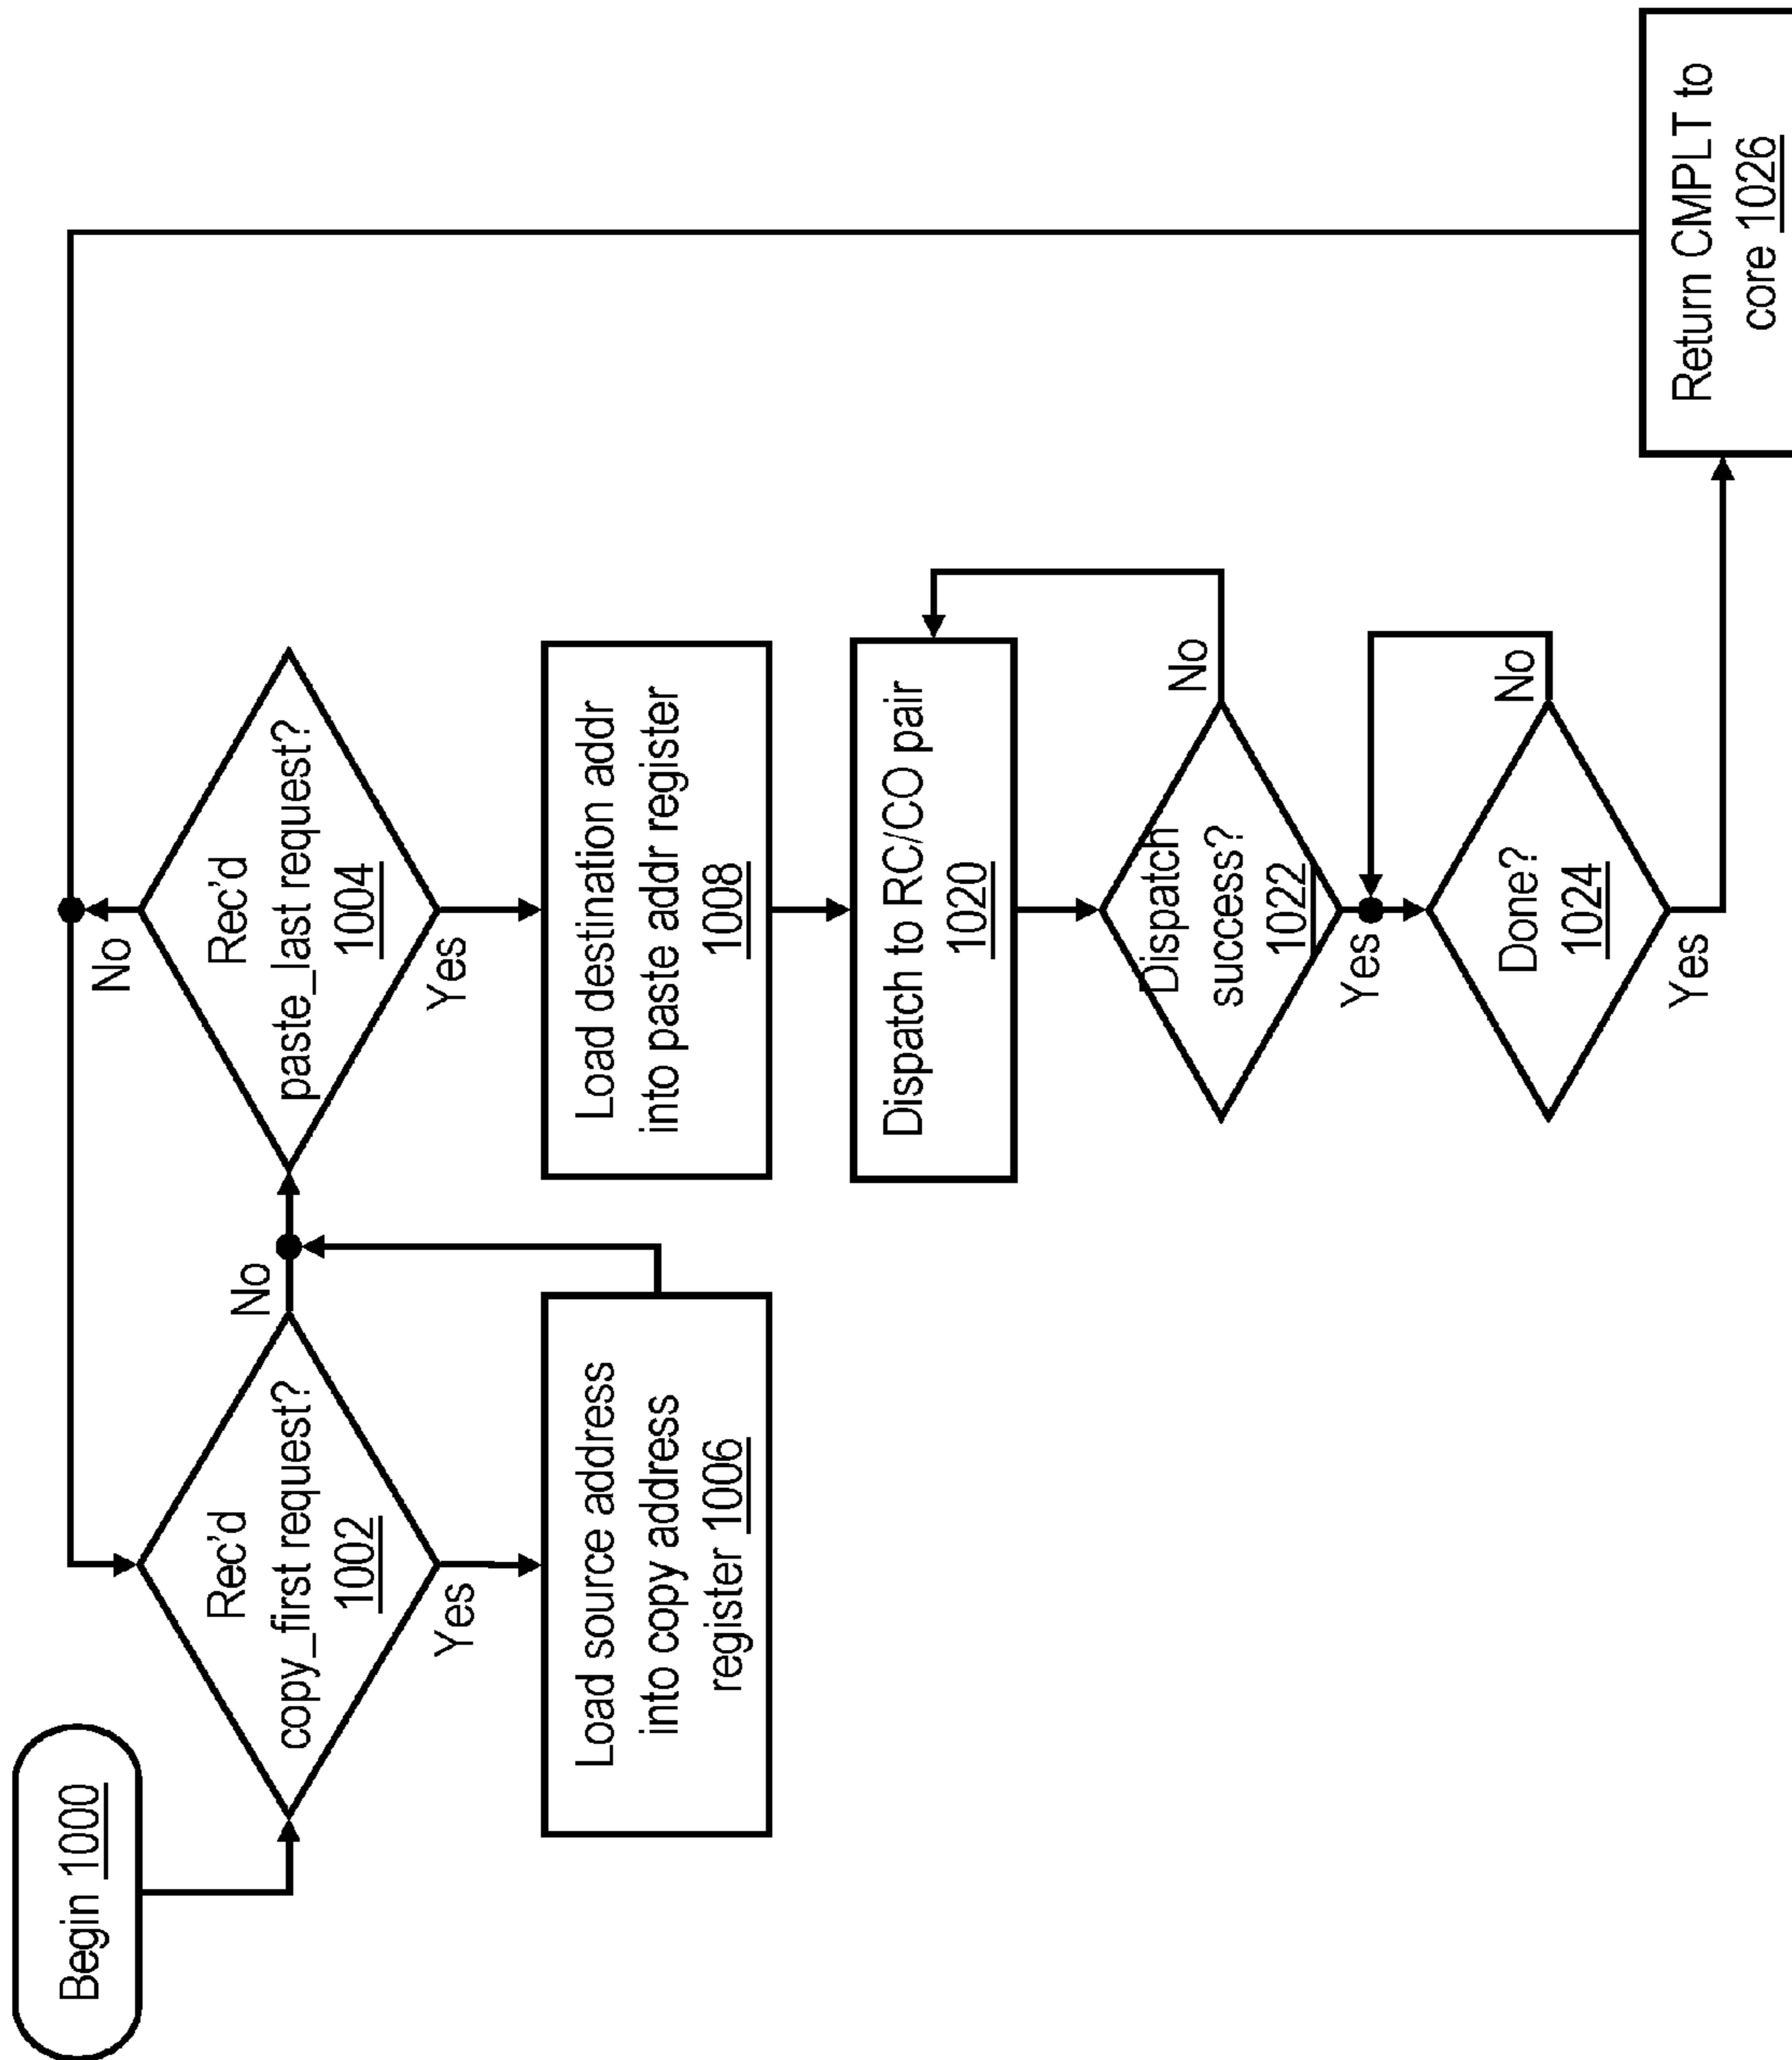 Begin 1000
Rec'd
copy_first request?
1002
No
Yes
Load source address
into copy address
register 1006
Rec'd
paste_last request?
1004
No
Yes
Load destination addr
into paste addr register
1008
Dispatch to RC/CO pair
1020
Dispatch
success?
1022
No
Yes
Done?
1024
No
Yes
Return CMPLT to
core 1026